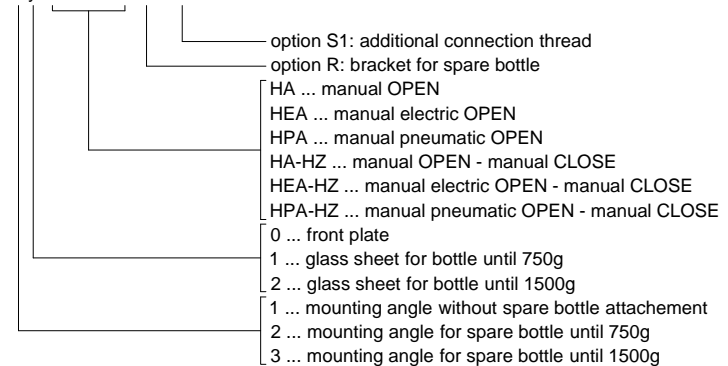 option S1: additional connection thread
option R: bracket for spare bottle
HA ... manual OPEN
HEA ... manual electric OPEN
HPA ... manual pneumatic OPEN
HA-HZ ... manual OPEN - manual CLOSE
HEA-HZ ... manual electric OPEN - manual CLOSE
HPA-HZ ... manual pneumatic OPEN - manual CLOSE
0 ... front plate
1 ... glass sheet for bottle until 750g
2 ... glass sheet for bottle until 1500g
1 ... mounting angle without spare bottle attachement
2 ... mounting angle for spare bottle until 750g
3 ... mounting angle for spare bottle until 1500g